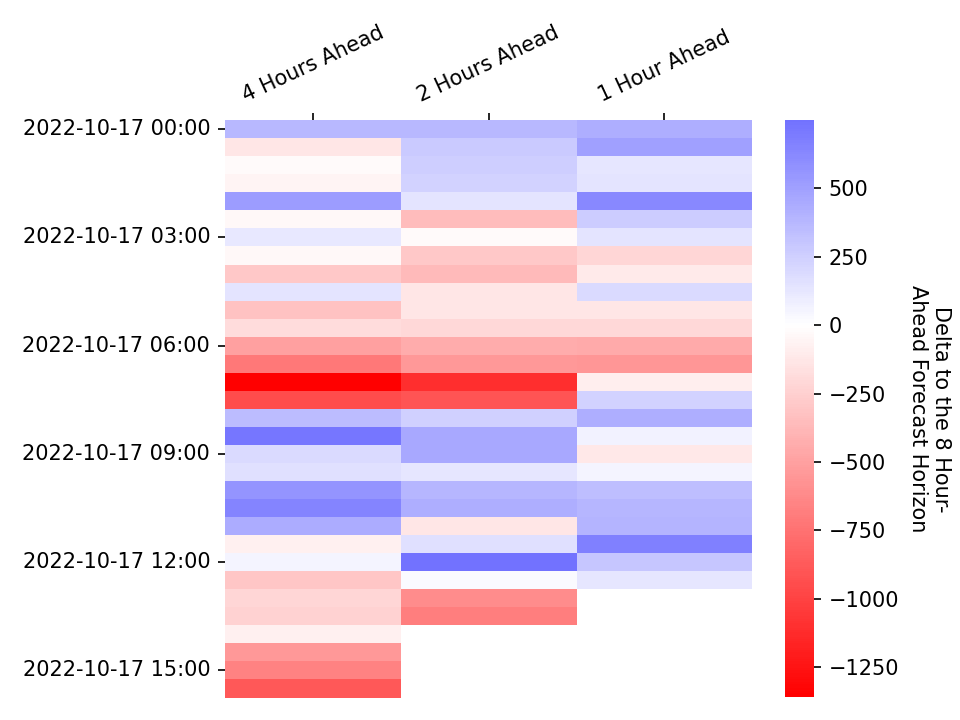 4 Hours Ahead
2 Hours Ahead
1 Hour Ahead
2022-10-17 00:00
2022-10-17 03:00
2022-10-17 06:00
2022-10-17 09:00
2022-10-17 12:00
2022-10-17 15:00
500
250
0
−250
−500
−750
−1000
−1250
Delta to the 8 Hour-
Ahead Forecast Horizon